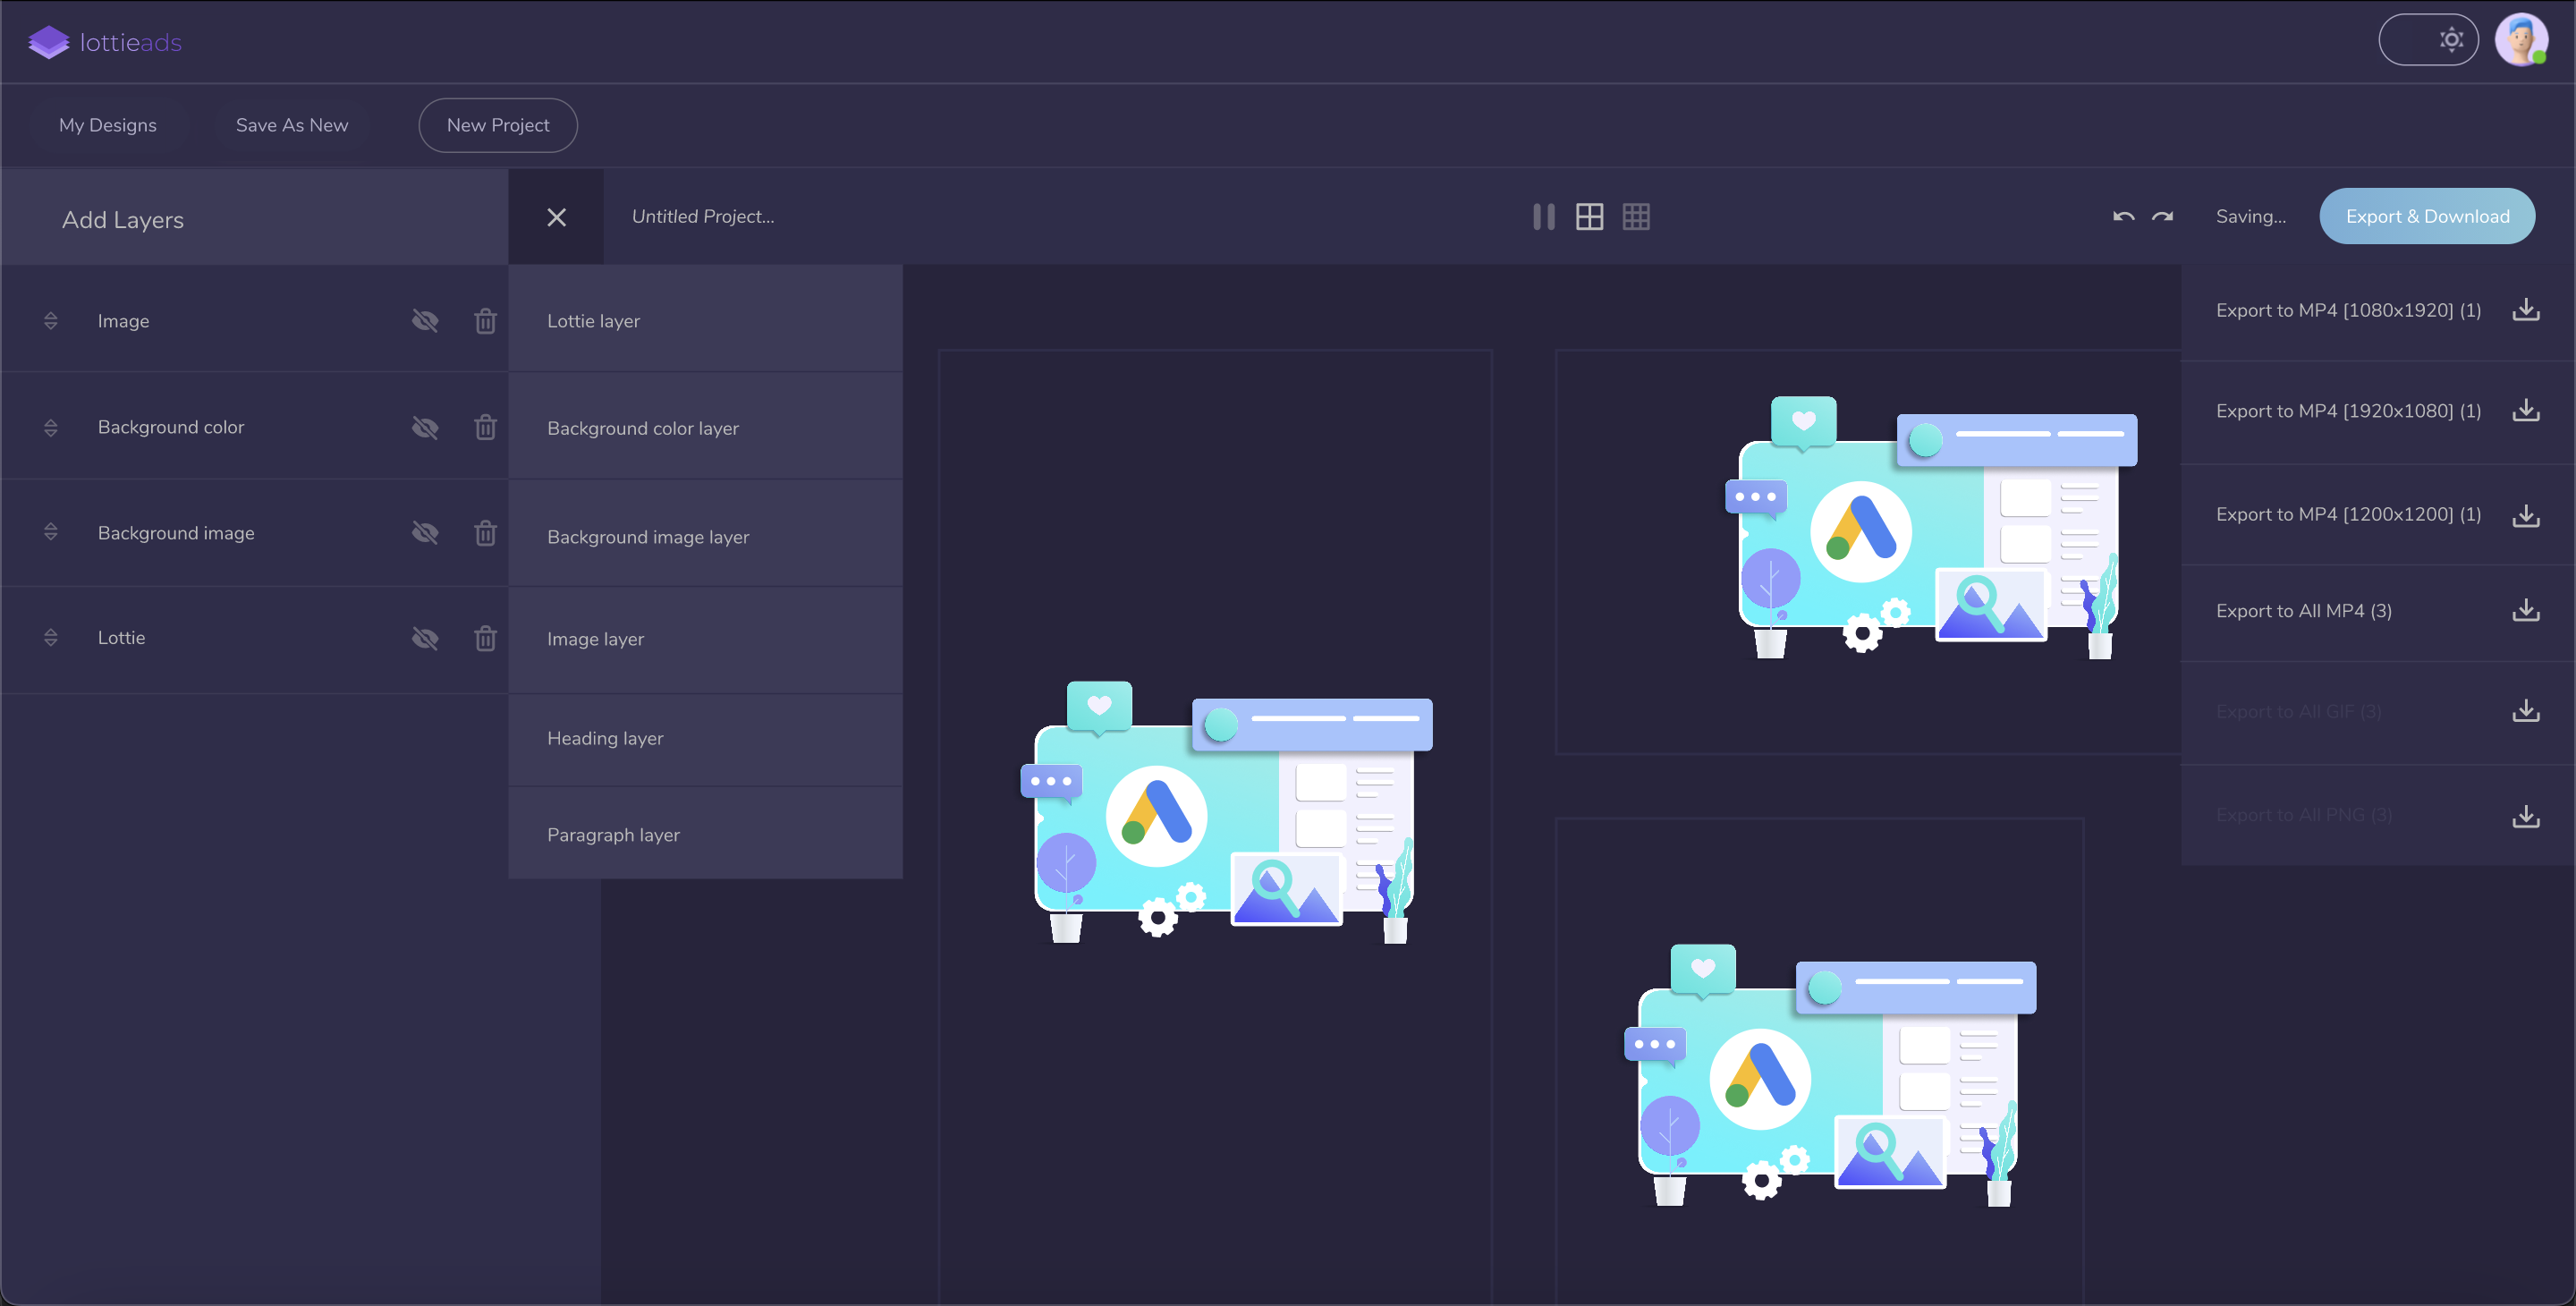 lottieads
My Designs
Save As New
New Project
Add Layers
Untitled Project...
Saving...
Export & Download
Image
Background color
Background image
Lottie
Lottie layer
Background color layer
Background image layer
Image layer
Heading layer
Paragraph layer
Export to MP4 [1080x1920] (1)
Export to MP4 [1920x1080] (1)
Export to MP4 [1200x1200] (1)
Export to All MP4 (3)
Export to All GIF (3)
Export to All PNG (3)